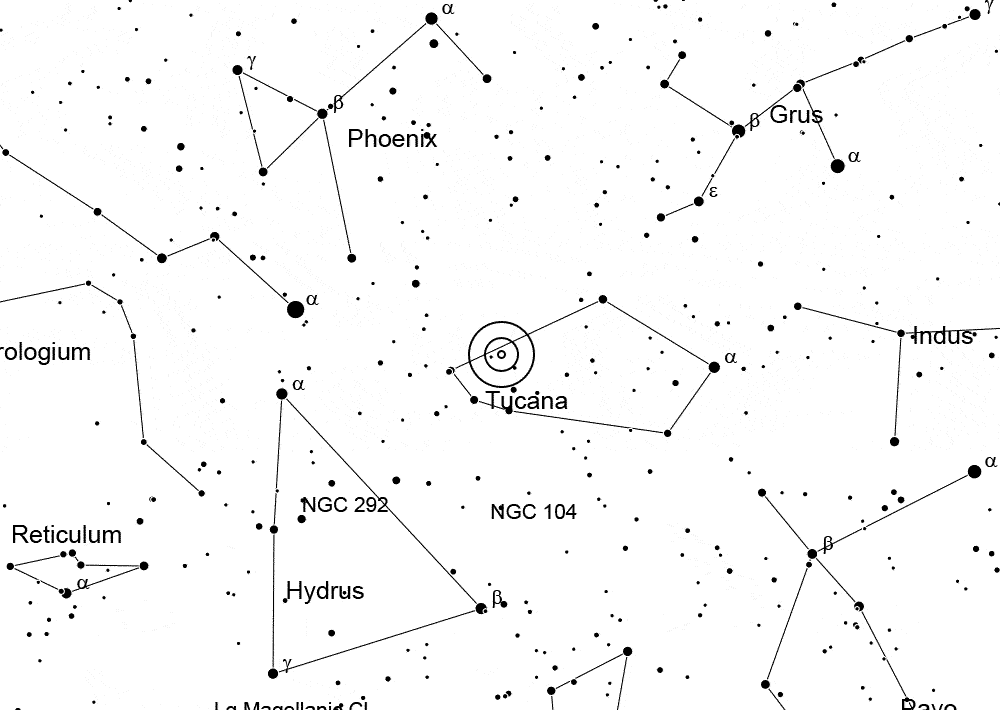 α
γ
γ
β
Phoenix
Grus
β
α
ε
α
rologium
Indus
α
α
Tucana
α
NGC 292
NGC 104
Reticulum
β
α
Hydrus
β
γ
Lg Magellanic Cl
Pavo